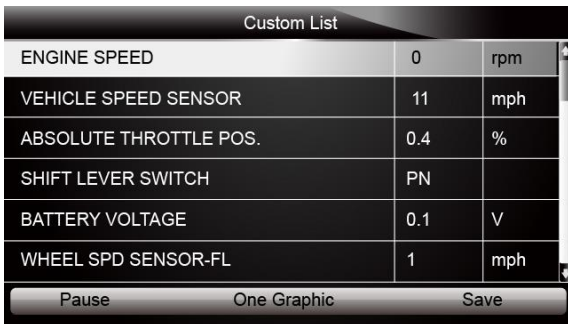 Custom List
ENGINE SPEED 0 rpm
VEHICLE SPEED SENSOR 11 mph
ABSOLUTE THROTTLE POS. 0.4 %
SHIFT LEVER SWITCH PN
BATTERY VOLTAGE 0.1 V
WHEEL SPD SENSOR-FL 1 mph
Pause One Graphic Save